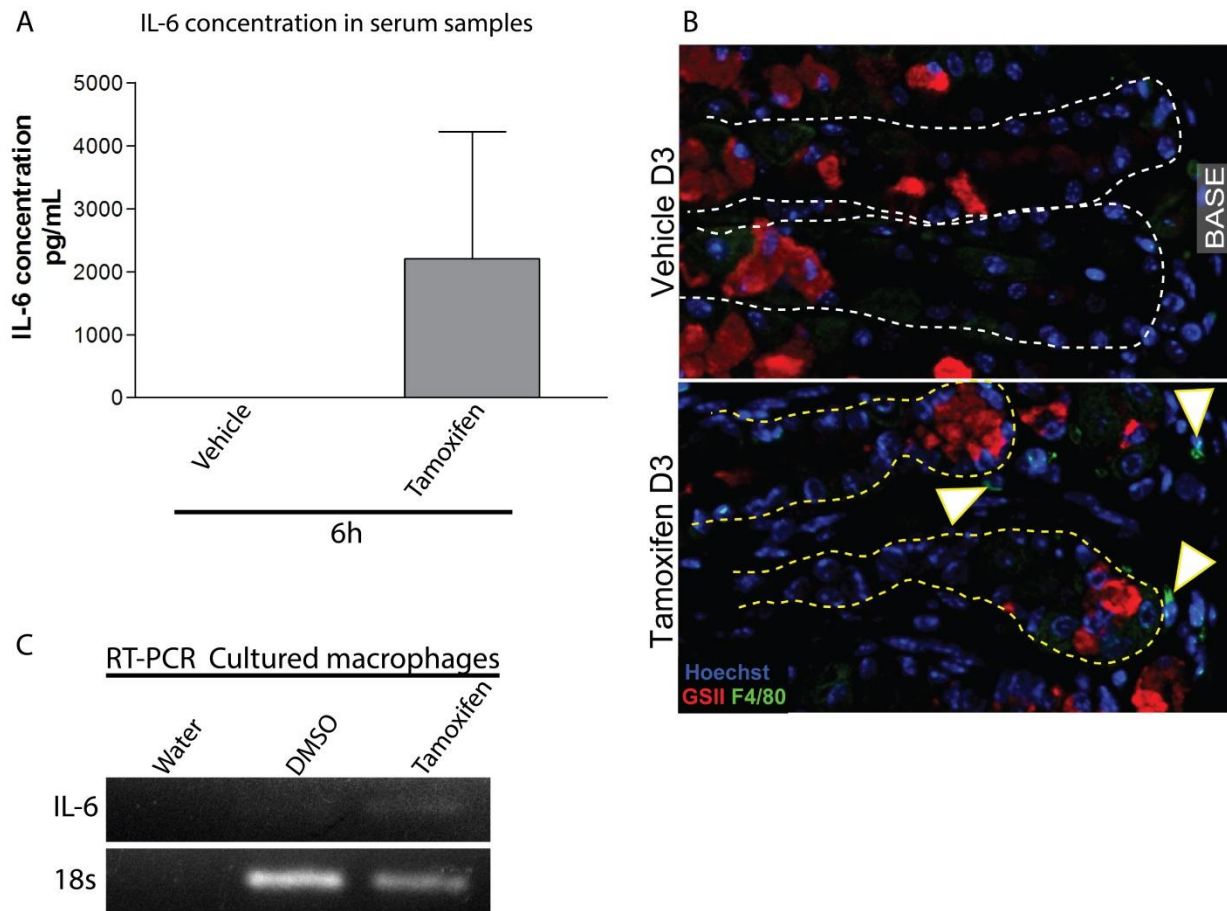 A
IL-6 concentration in serum samples
IL-6 concentration
pg/mL
5000
4000
3000
2000
1000
0
Vehicle
Tamoxifen
6h
B
Vehicle D3
BASE
Tamoxifen D3
Hoechst
GSII F4/80
C
RT-PCR Cultured macrophages
Water
DMSO
Tamoxifen
IL-6
18s